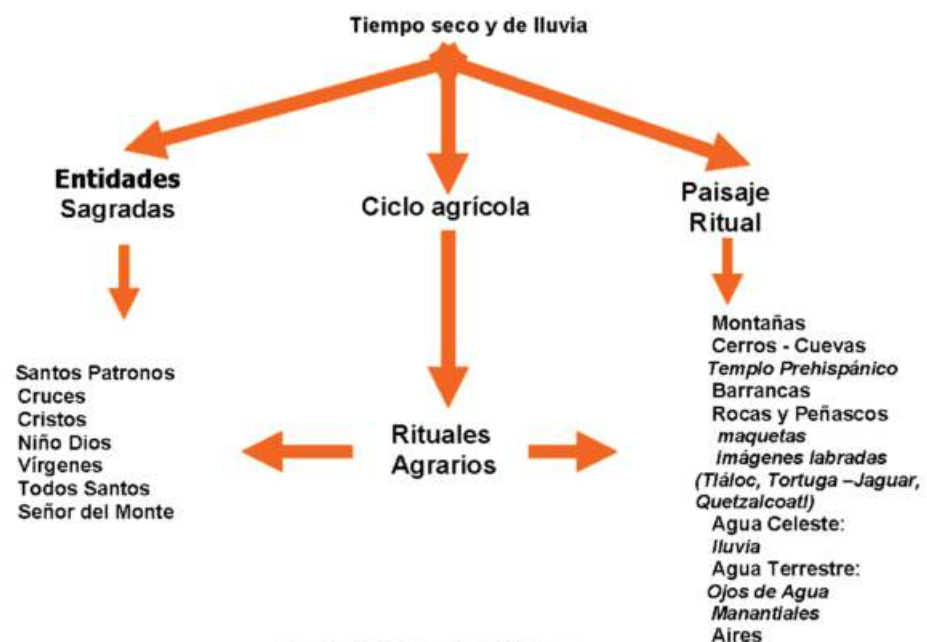 Tiempo seco y de lluvia
Entidades
Sagradas
Ciclo agrícola
Paisaje
Ritual
Santos Patronos
Cruces
Cristos
Niño Dios
Vírgenes
Todos Santos
Señor del Monte
Rituales
Agrarios
Montañas
Cerros - Cuevas
Templo Prehispánico
Barrancas
Rocas y Peñascos
maquetas
imágenes labradas
(Tláloc, Tortuga –Jaguar,
Quetzalcoatl)
Agua Celeste:
lluvia
Agua Terrestre:
Ojos de Agua
Manantiales
Aires